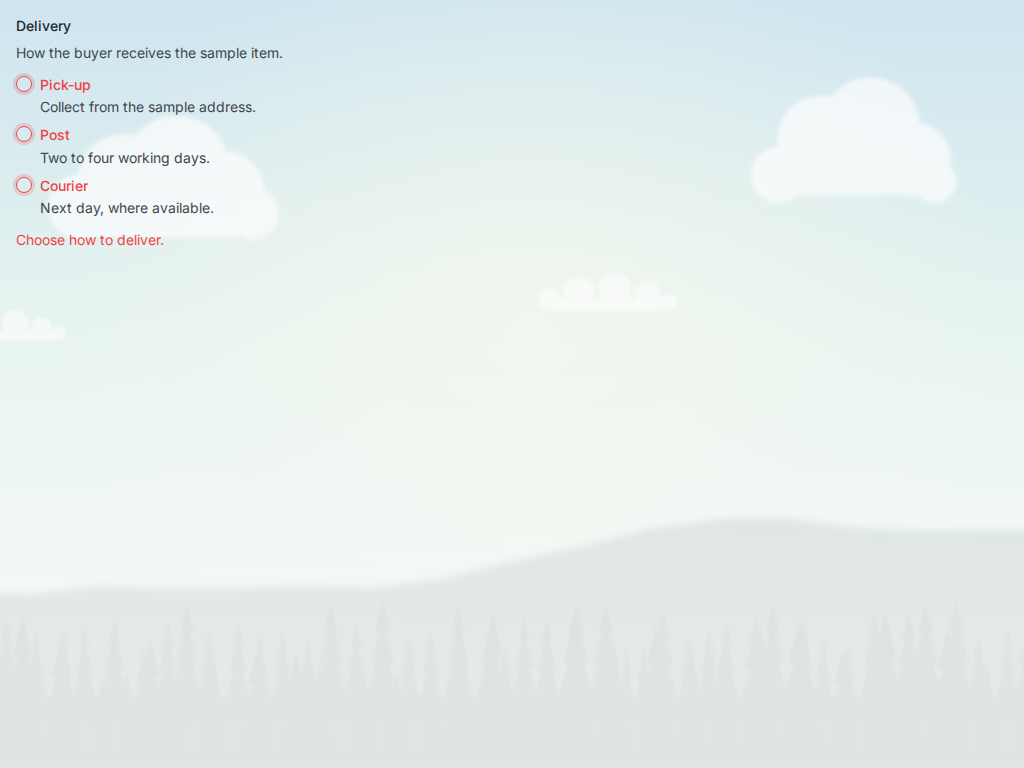 Delivery
How the buyer receives the sample item.
Pick-up
Collect from the sample address.
Post
Two to four working days.
Courier
Next day, where available.
Choose how to deliver.